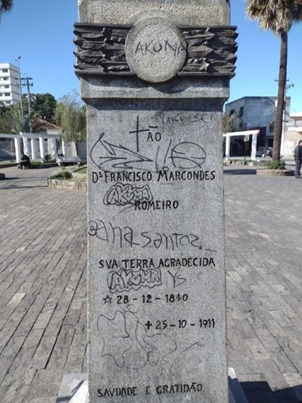 AKUMA
AO
DR FRANCISCO MARCONDES
AKUMA
ROMEIRO
@ana santos._
SVA TERRA AGRADECIDA
AKUMA YS
☆ 28-12-1840
✝ 25-10-1911
SAVDADE E GRATIDÃO